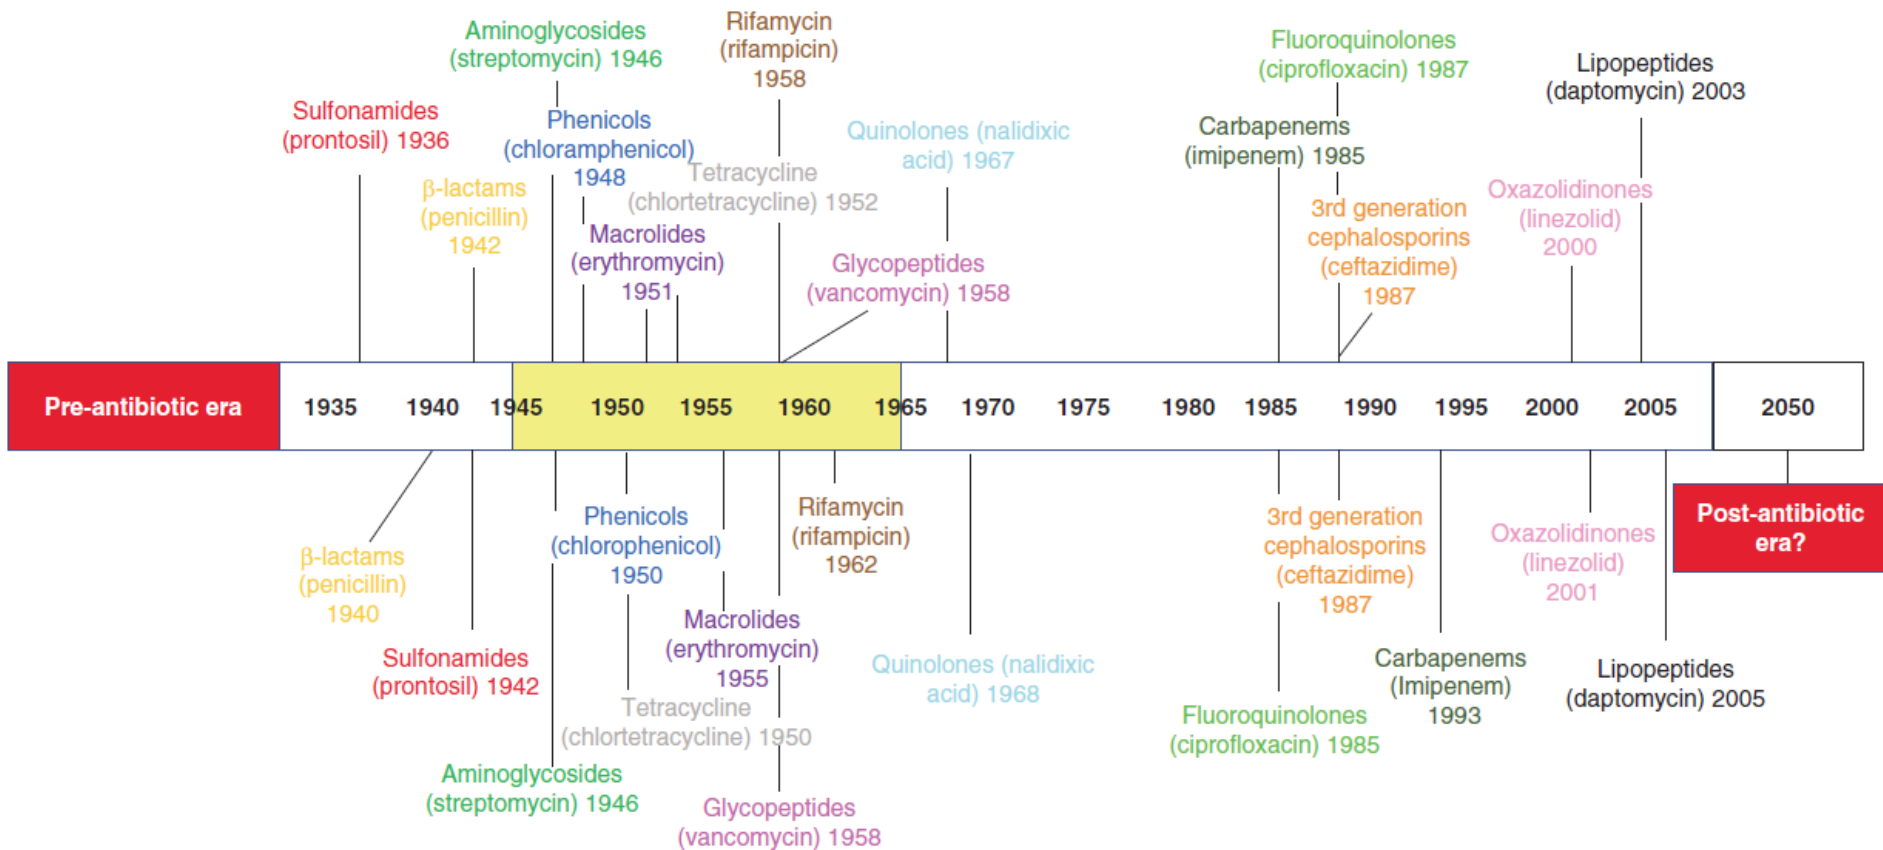 Aminoglycosides
(streptomycin) 1946
Rifamycin
(rifampicin)
1958
Fluoroquinolones
(ciprofloxacin) 1987
Lipopeptides
(daptomycin) 2003
Sulfonamides
(prontosil) 1936
Phenicols
(chloramphenicol)
1948
Quinolones (nalidixic
acid) 1967
Carbapenems
(imipenem) 1985
β-lactams
(penicillin)
1942
Tetracycline
(chlortetracycline) 1952
Oxazolidinones
(linezolid)
2000
3rd generation
cephalosporins
(ceftazidime)
1987
Macrolides
(erythromycin)
1951
Glycopeptides
(vancomycin) 1958
Pre-antibiotic era 1935 1940 1945 1950 1955 1960 1965 1970 1975 1980 1985 1990 1995 2000 2005 2050
β-lactams
(penicillin)
1940
Phenicols
(chlorophenicol)
1950
Rifamycin
(rifampicin)
1962
3rd generation
cephalosporins
(ceftazidime)
1987
Oxazolidinones
(linezolid)
2001
Post-antibiotic
era?
Sulfonamides
(prontosil) 1942
Macrolides
(erythromycin)
1955
Quinolones (nalidixic
acid) 1968
Carbapenems
(Imipenem)
1993
Lipopeptides
(daptomycin) 2005
Tetracycline
(chlortetracycline) 1950
Fluoroquinolones
(ciprofloxacin) 1985
Aminoglycosides
(streptomycin) 1946
Glycopeptides
(vancomycin) 1958